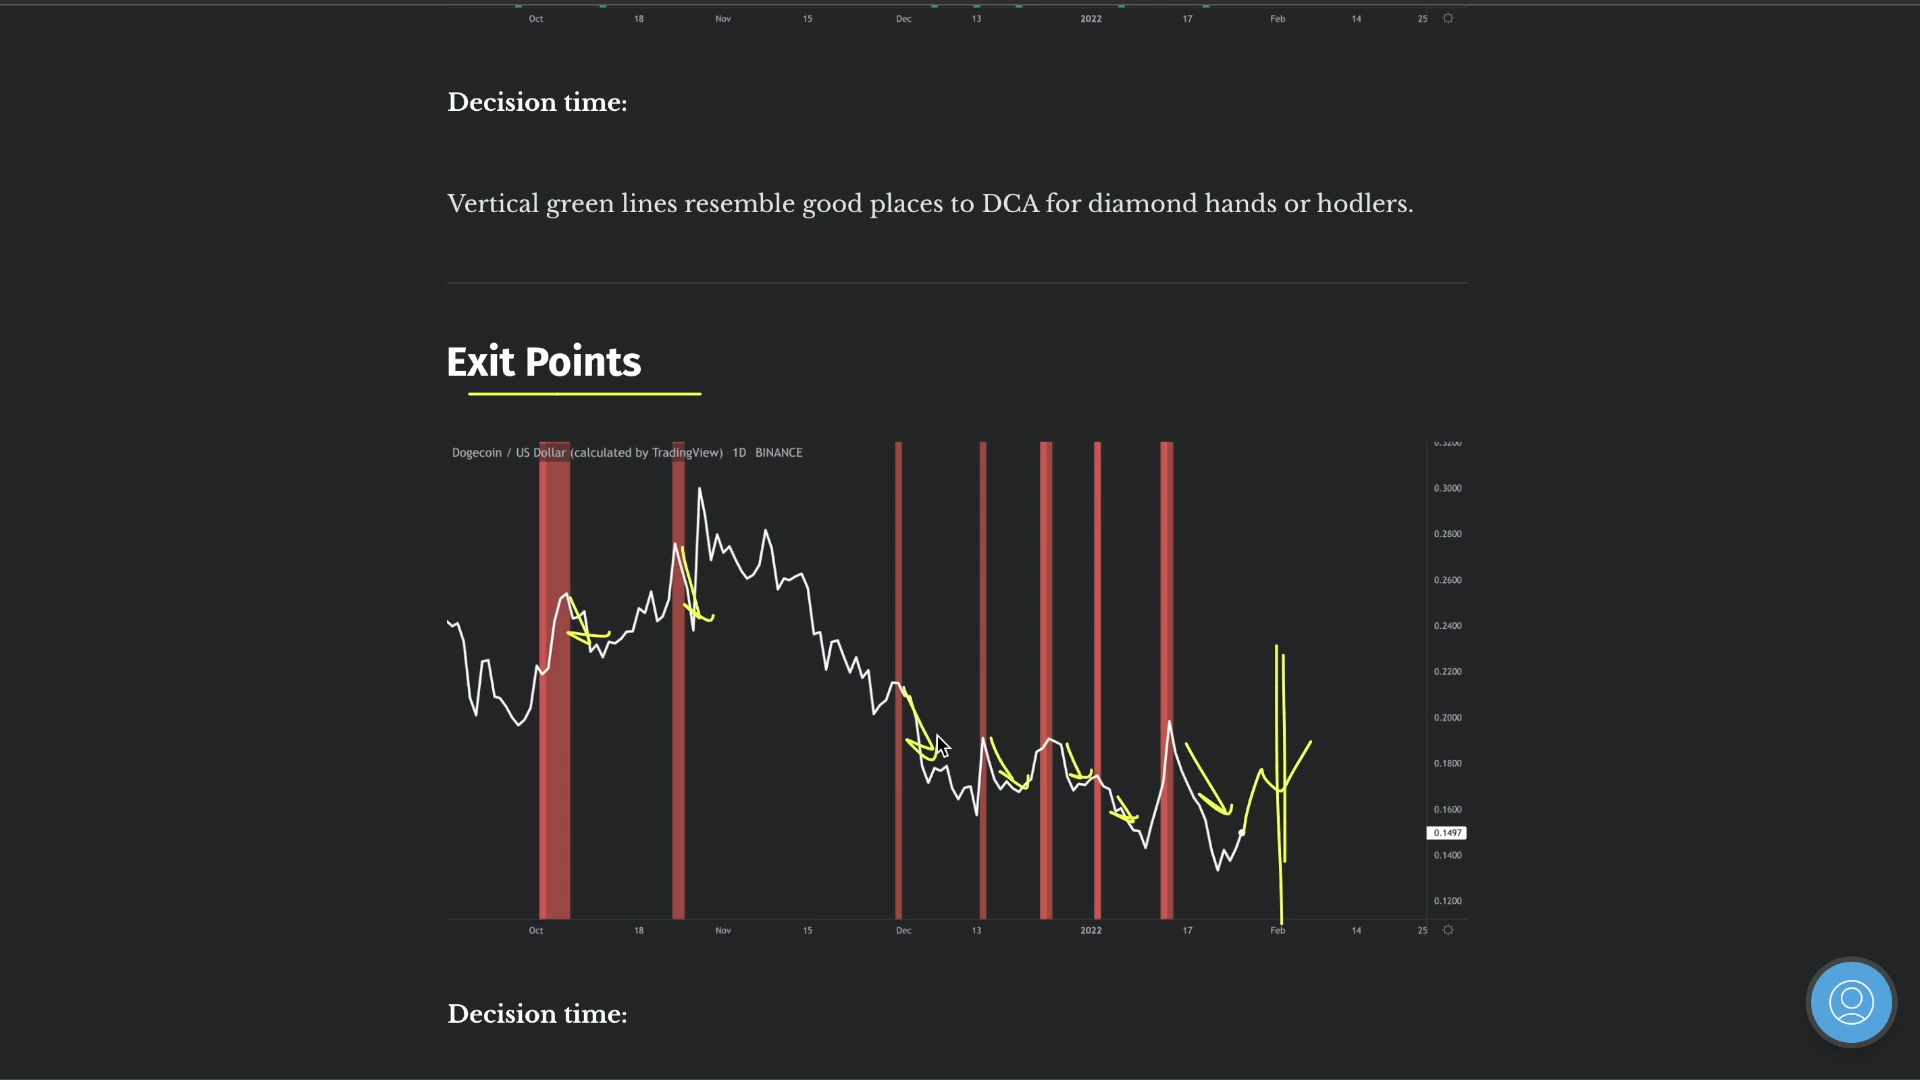 Oct 18 Nov 15 Dec 13 2022 17 Feb 14 25
Decision time:
Vertical green lines resemble good places to DCA for diamond hands or hodlers.
Exit Points
Dogecoin / US Dollar (calculated by TradingView) · 1D · BINANCE
0.3200
0.3000
0.2800
0.2600
0.2400
0.2200
0.2000
0.1800
0.1600
0.1497
0.1400
0.1200
Oct 18 Nov 15 Dec 13 2022 17 Feb 14 25
Decision time: